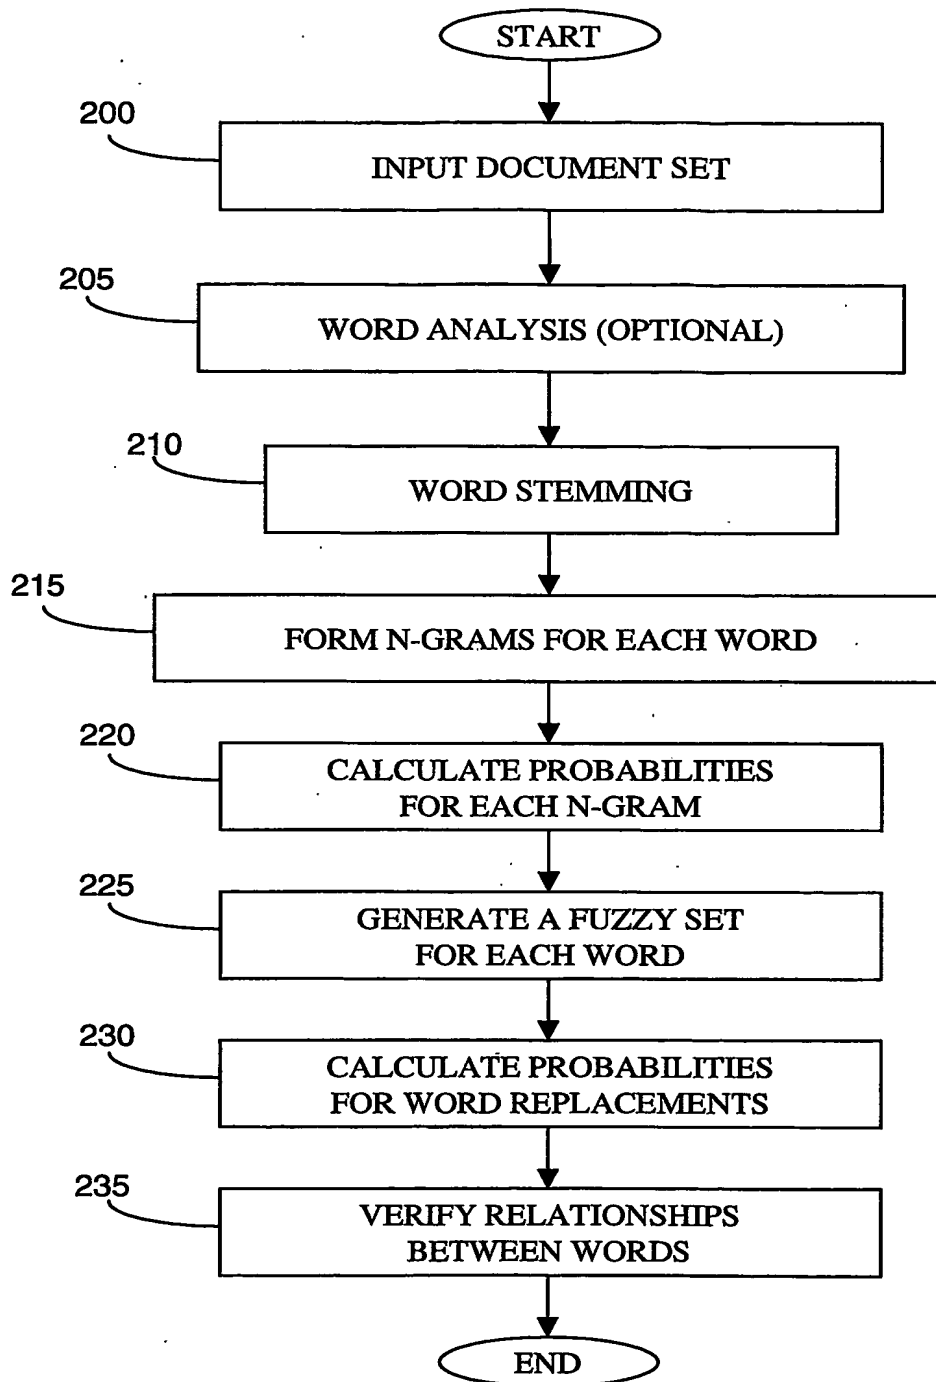 START
200
INPUT DOCUMENT SET
205
WORD ANALYSIS (OPTIONAL)
210
WORD STEMMING
215
FORM N-GRAMS FOR EACH WORD
220
CALCULATE PROBABILITIES
FOR EACH N-GRAM
225
GENERATE A FUZZY SET
FOR EACH WORD
230
CALCULATE PROBABILITIES
FOR WORD REPLACEMENTS
235
VERIFY RELATIONSHIPS
BETWEEN WORDS
END